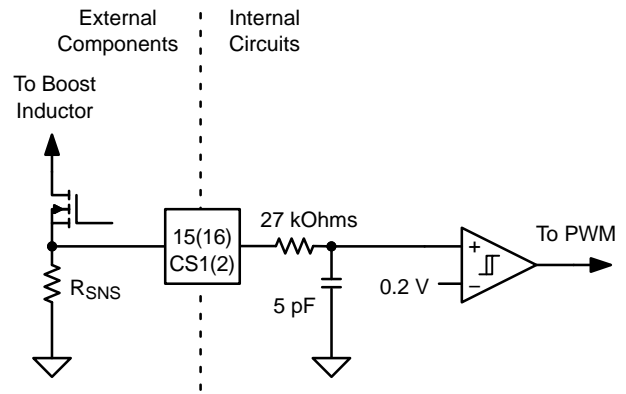 External
Components
Internal
Circuits
To Boost
Inductor
15(16)
CS1(2)
27 kOhms
To PWM
+
−
0.2 V
RSNS
5 pF